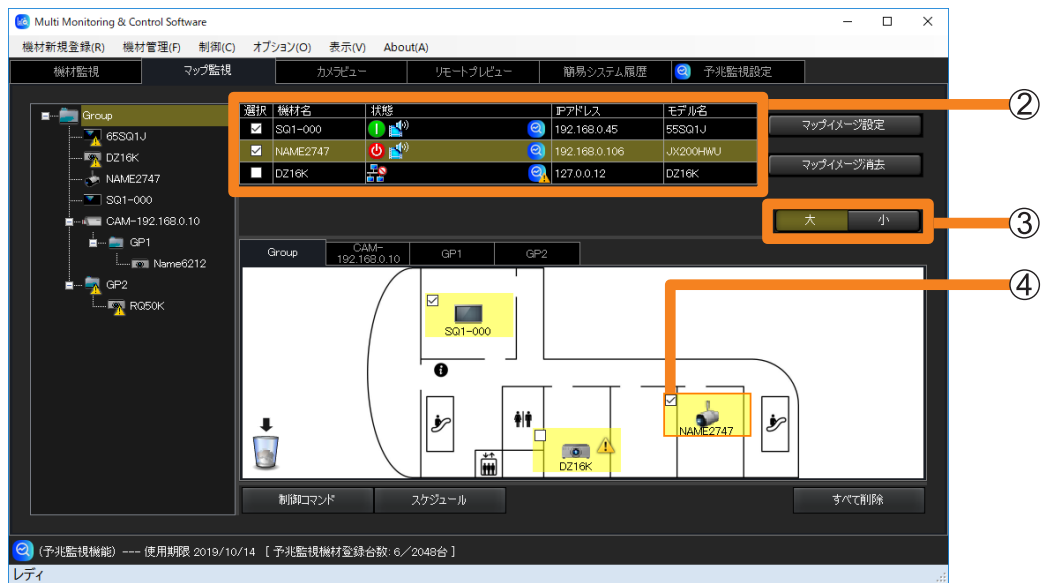 Multi Monitoring & Control Software
機材新規登録(R) 機材管理(F) 制御(C) オプション(O) 表示(V) About(A)
機材監視 マップ監視 カメラビュー リモートプレビュー 簡易システム履歴 予兆監視設定
Group
65SQ1J
DZ16K
NAME2747
SQ1-000
CAM-192.168.0.10
GP1
Name6212
GP2
RQ50K
選択 機材名 状態 IPアドレス モデル名
SQ1-000 192.168.0.45 55SQ1J
NAME2747 192.168.0.106 JX200HWU
DZ16K 127.0.0.12 DZ16K
マップイメージ設定
マップイメージ消去
大 小
②
③
④
Group CAM-192.168.0.10 GP1 GP2
SQ1-000
NAME2747
DZ16K
制御コマンド スケジュール すべて削除
(予兆監視機能) --- 使用期限 2019/10/14 [ 予兆監視機材登録台数: 6/2048台 ]
レディ